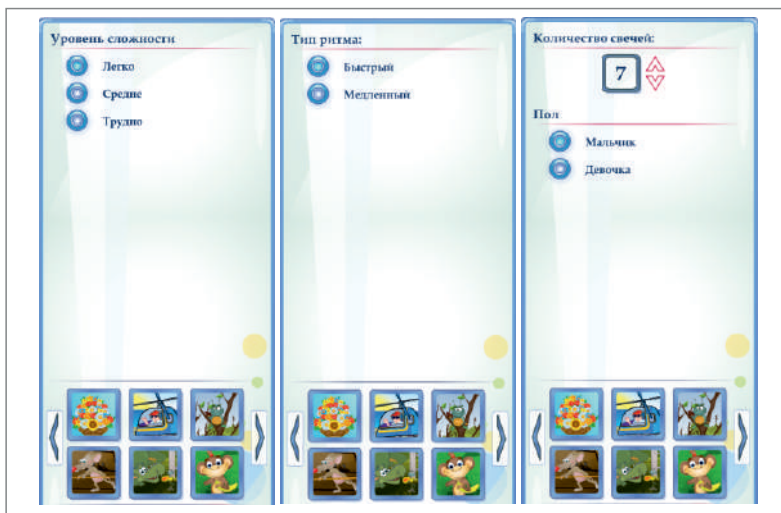 Уровень сложности
Легко
Средне
Трудно
Тип ритма:
Быстрый
Медленный
Количество свечей:
7
Пол
Мальчик
Девочка